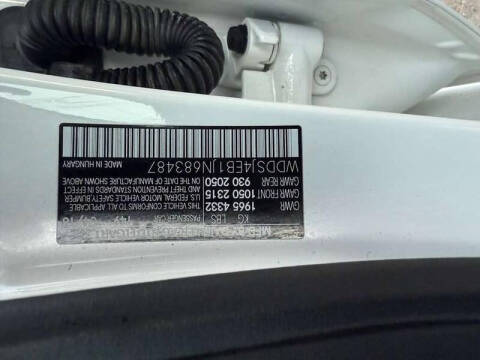 GVWR 1965 4332
GAWR FRONT 1050 2315
GAWR REAR 930 2050
KG LBS
PASSENGER CAR
THIS VEHICLE CONFORMS TO ALL APPLICABLE
FEDERAL MOTOR VEHICLE SAFETY, BUMPER,
AND THEFT PREVENTION STANDARDS IN EFFECT
ON DATE OF MANUFACTURE SHOWN ABOVE.
WDDSJ4EB1JN683487
MADE IN HUNGARY